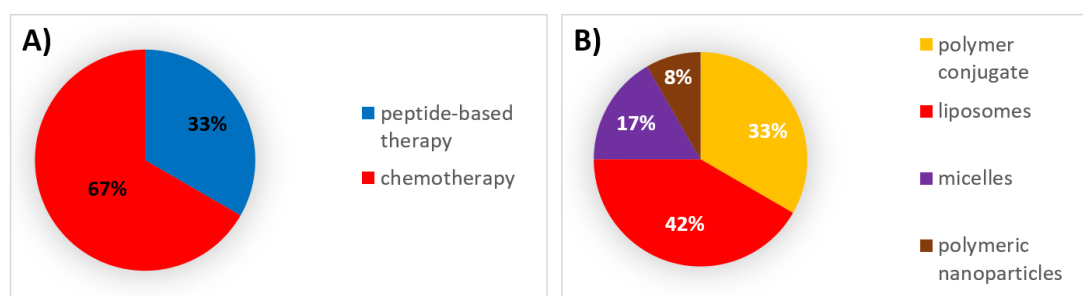 A)
33%
67%
peptide-based
therapy
chemotherapy
B)
8%
17%
33%
42%
polymer
conjugate
liposomes
micelles
polymeric
nanoparticles